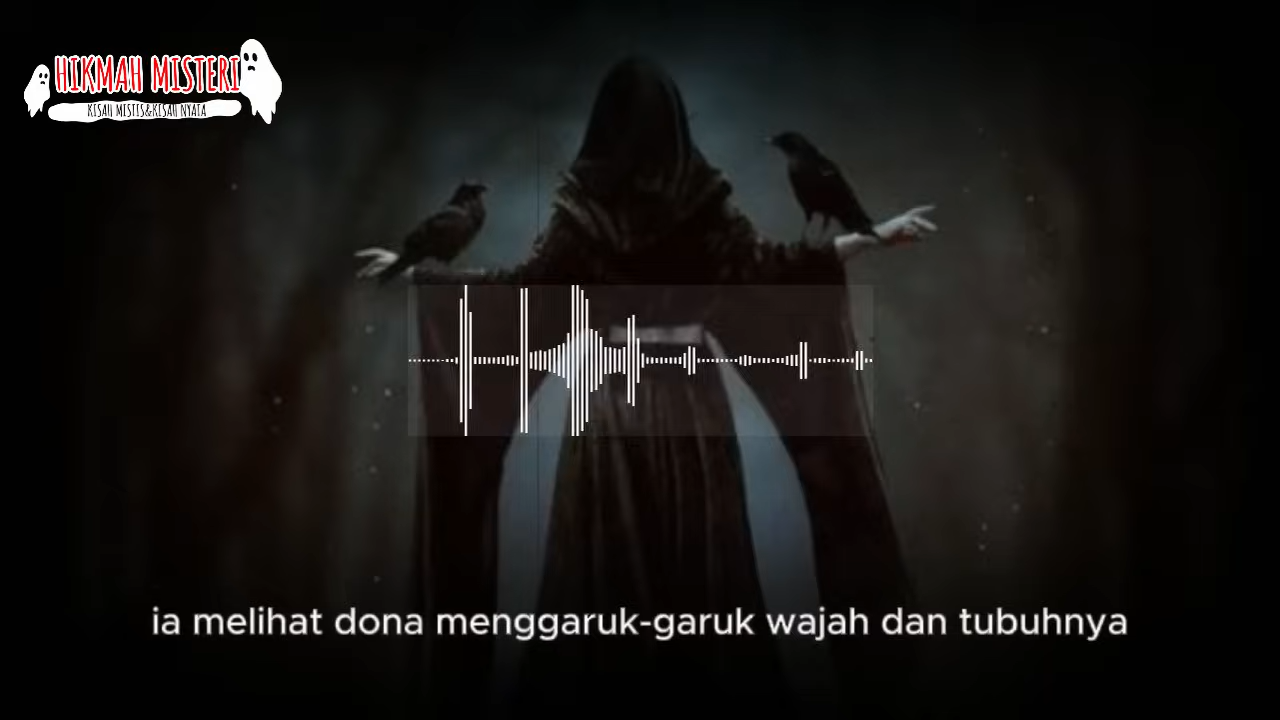 HIKMAH MISTERI
KISAH MISTIS&KISAH NYATA
ia melihat dona menggaruk-garuk wajah dan tubuhnya